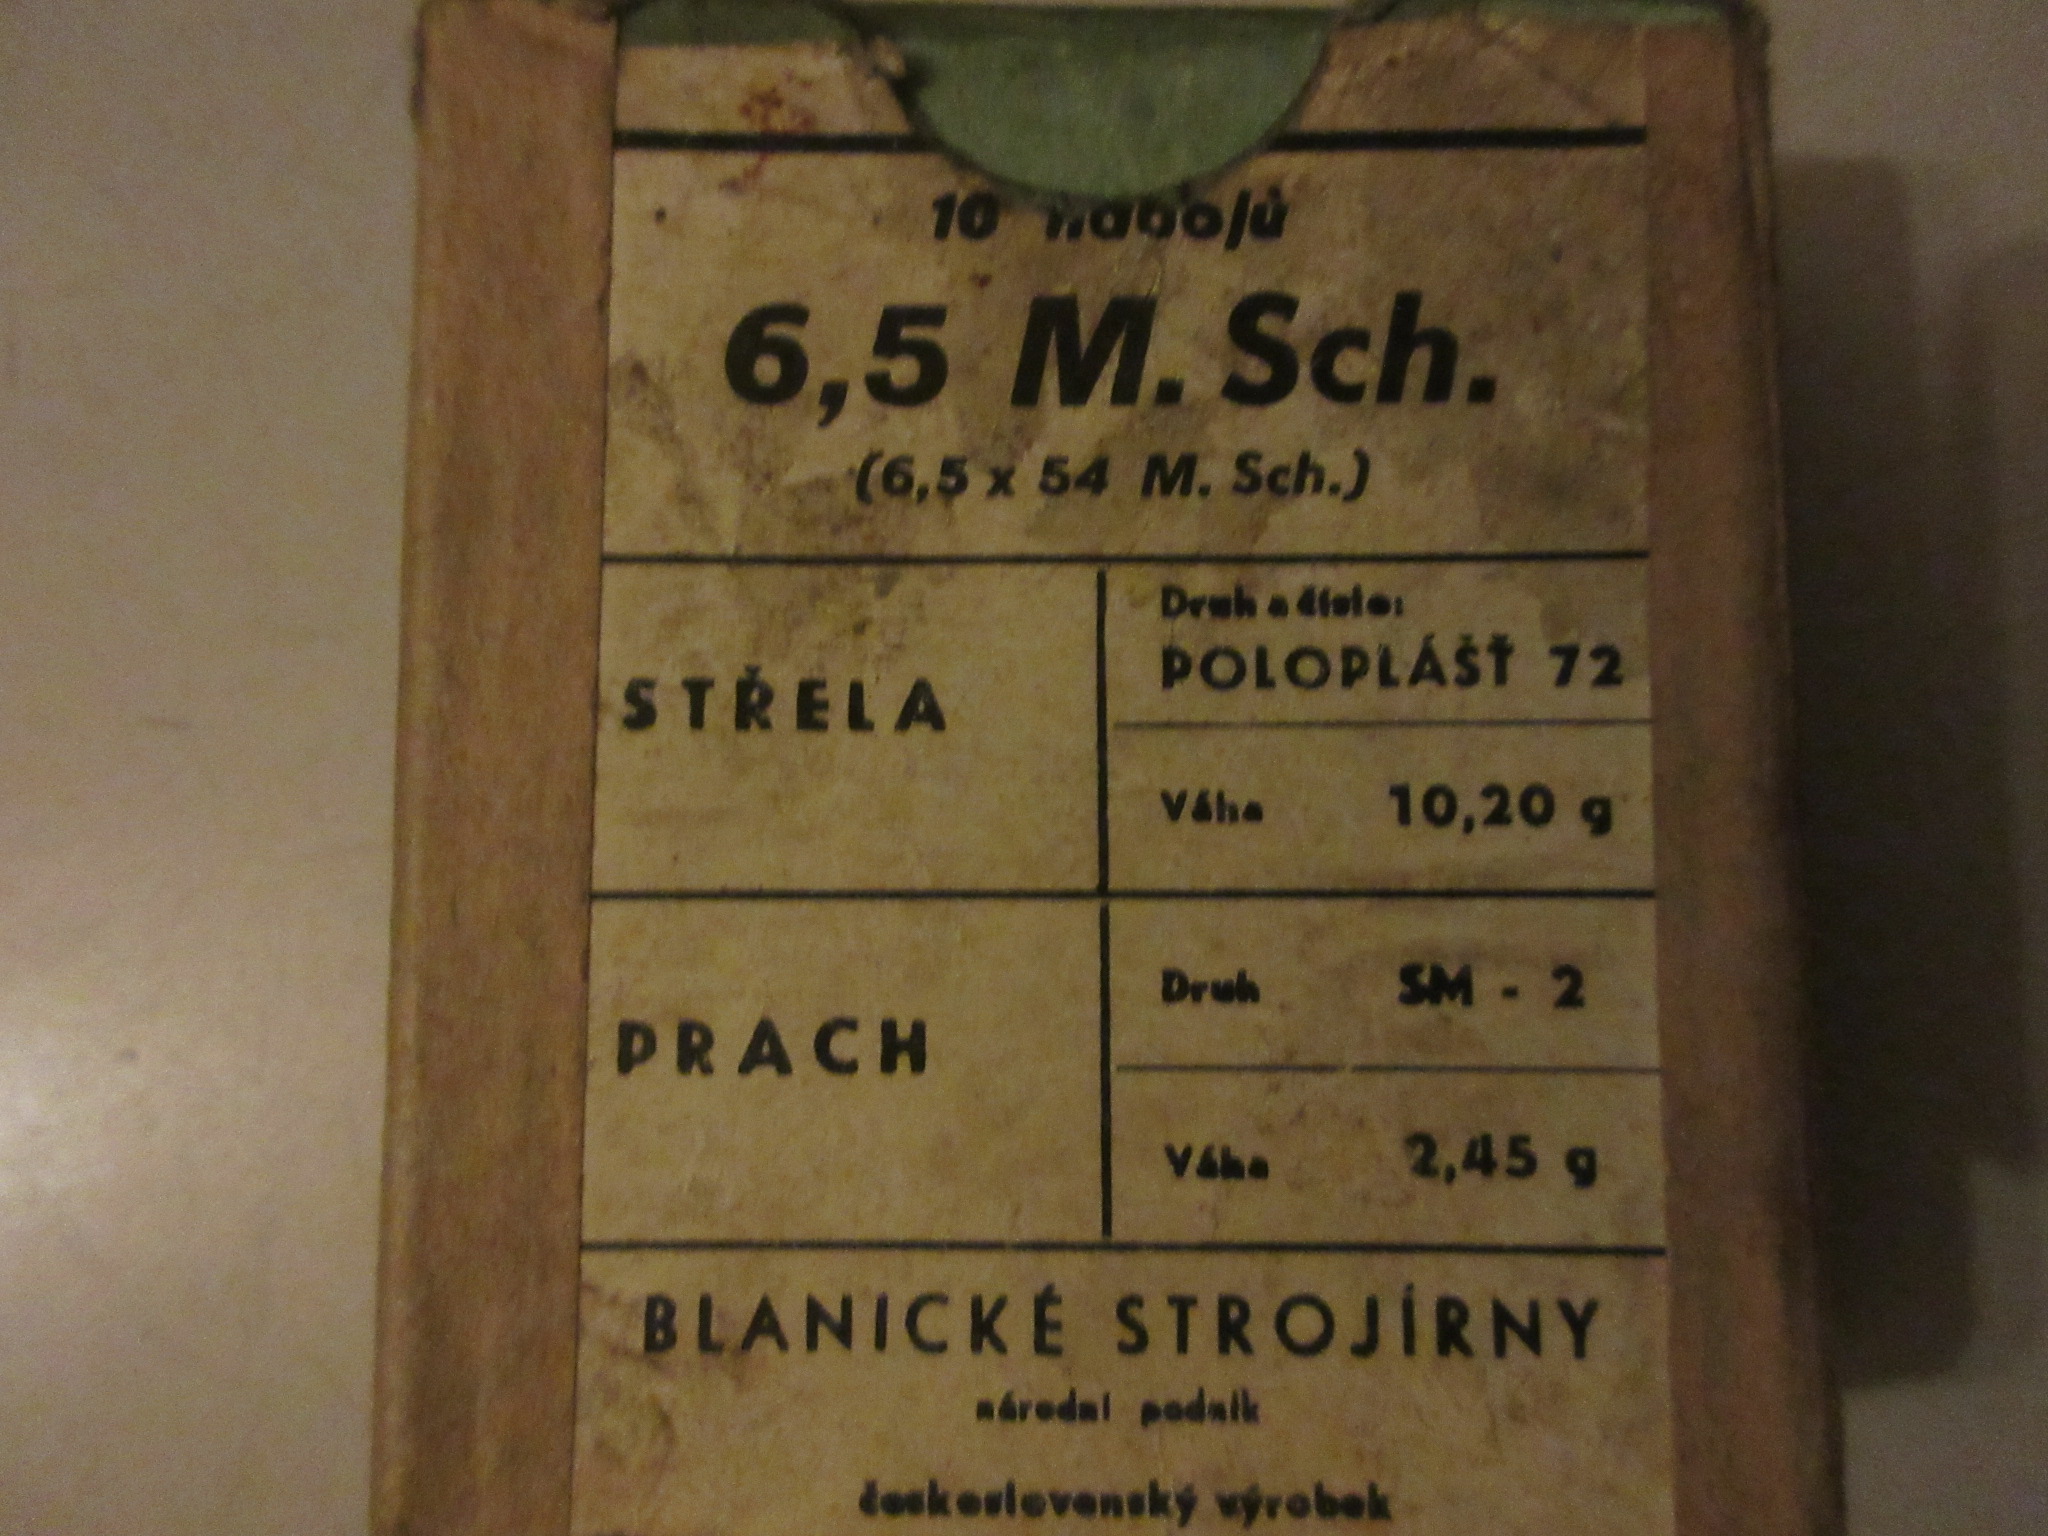 10 nábojů
6,5 M. Sch.
(6,5 x 54 M. Sch.)
STŘELA
Druh a číslo:
POLOPLÁŠŤ 72
Váha 10,20 g
PRACH
Druh SM - 2
Váha 2,45 g
BLANICKÉ STROJÍRNY
národní podnik
československý výrobek